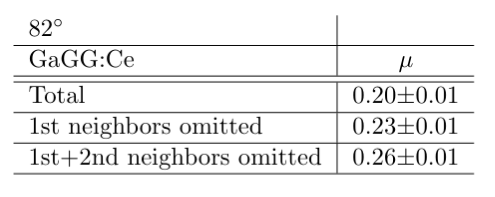 82°
GaGG:Ce μ
Total 0.20±0.01
1st neighbors omitted 0.23±0.01
1st+2nd neighbors omitted 0.26±0.01